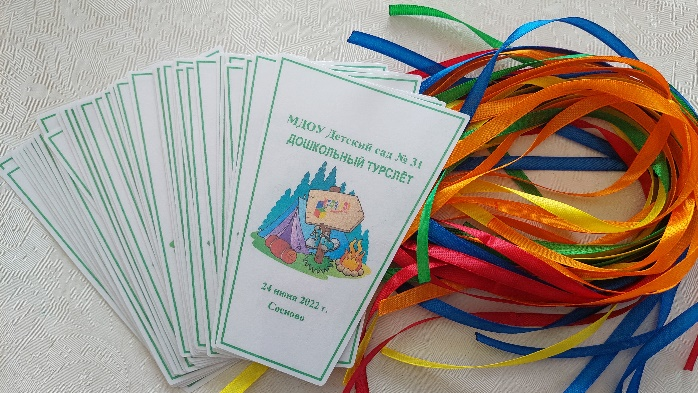 МДОУ Детский сад № 31
ДОШКОЛЬНЫЙ ТУРСЛЁТ
24 июня 2022 г.
Сосново